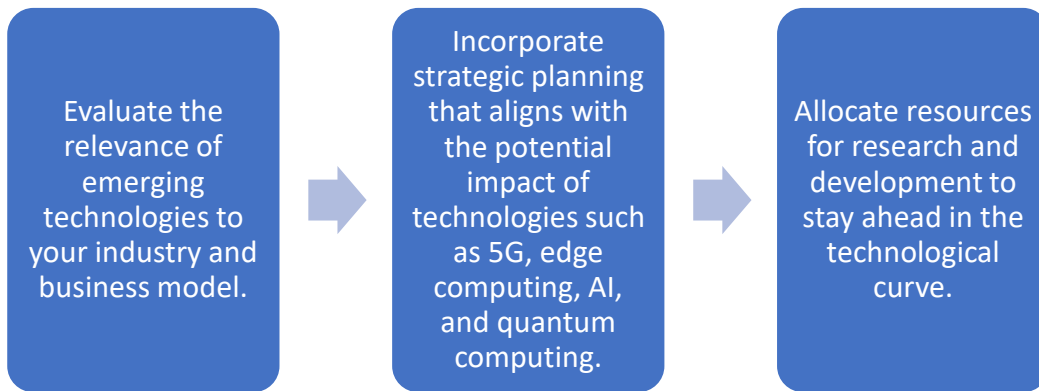 Evaluate the
relevance of
emerging
technologies to
your industry and
business model.
Incorporate
strategic planning
that aligns with
the potential
impact of
technologies such
as 5G, edge
computing, AI,
and quantum
computing.
Allocate resources
for research and
development to
stay ahead in the
technological
curve.